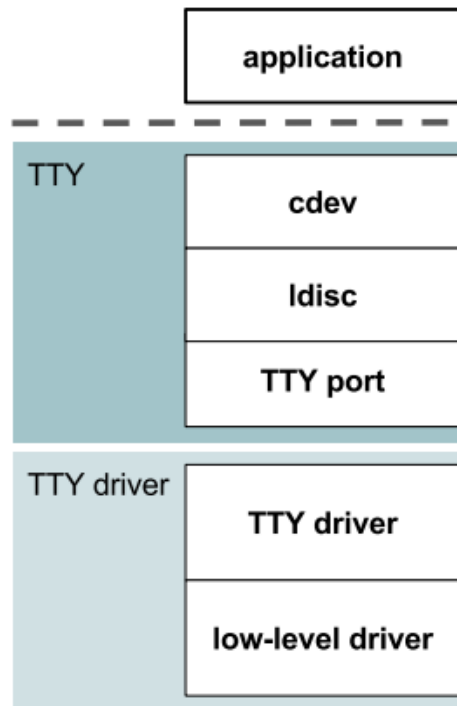 application
TTY
cdev
ldisc
TTY port
TTY driver
TTY driver
low-level driver